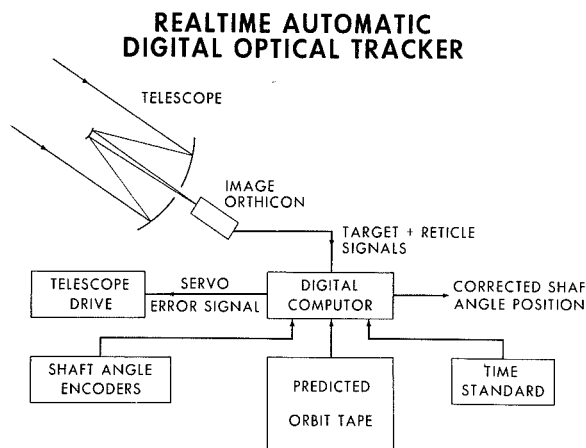 REALTIME AUTOMATIC
DIGITAL OPTICAL TRACKER
TELESCOPE
IMAGE
ORTHICON
TARGET + RETICLE
SIGNALS
TELESCOPE
DRIVE
SERVO
ERROR SIGNAL
DIGITAL
COMPUTOR
CORRECTED SHAF
ANGLE POSITION
SHAFT ANGLE
ENCODERS
PREDICTED
ORBIT TAPE
TIME
STANDARD